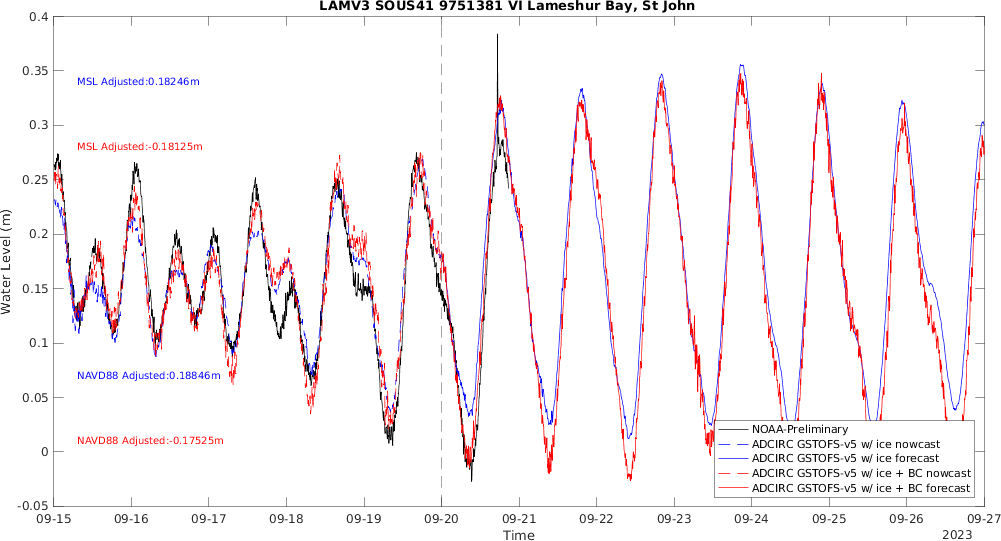 LAMV3 SOUS41 9751381 VI Lameshur Bay, St John
0.4
0.35
0.3
0.25
0.2
0.15
0.1
0.05
0
-0.05
Water Level (m)
MSL Adjusted:0.18246m
MSL Adjusted:-0.18125m
NAVD88 Adjusted:0.18846m
NAVD88 Adjusted:-0.17525m
NOAA-Preliminary
ADCIRC GSTOFS-v5 w/ ice nowcast
ADCIRC GSTOFS-v5 w/ ice forecast
ADCIRC GSTOFS-v5 w/ ice + BC nowcast
ADCIRC GSTOFS-v5 w/ ice + BC forecast
09-15 09-16 09-17 09-18 09-19 09-20 09-21 09-22 09-23 09-24 09-25 09-26 09-27
Time
2023